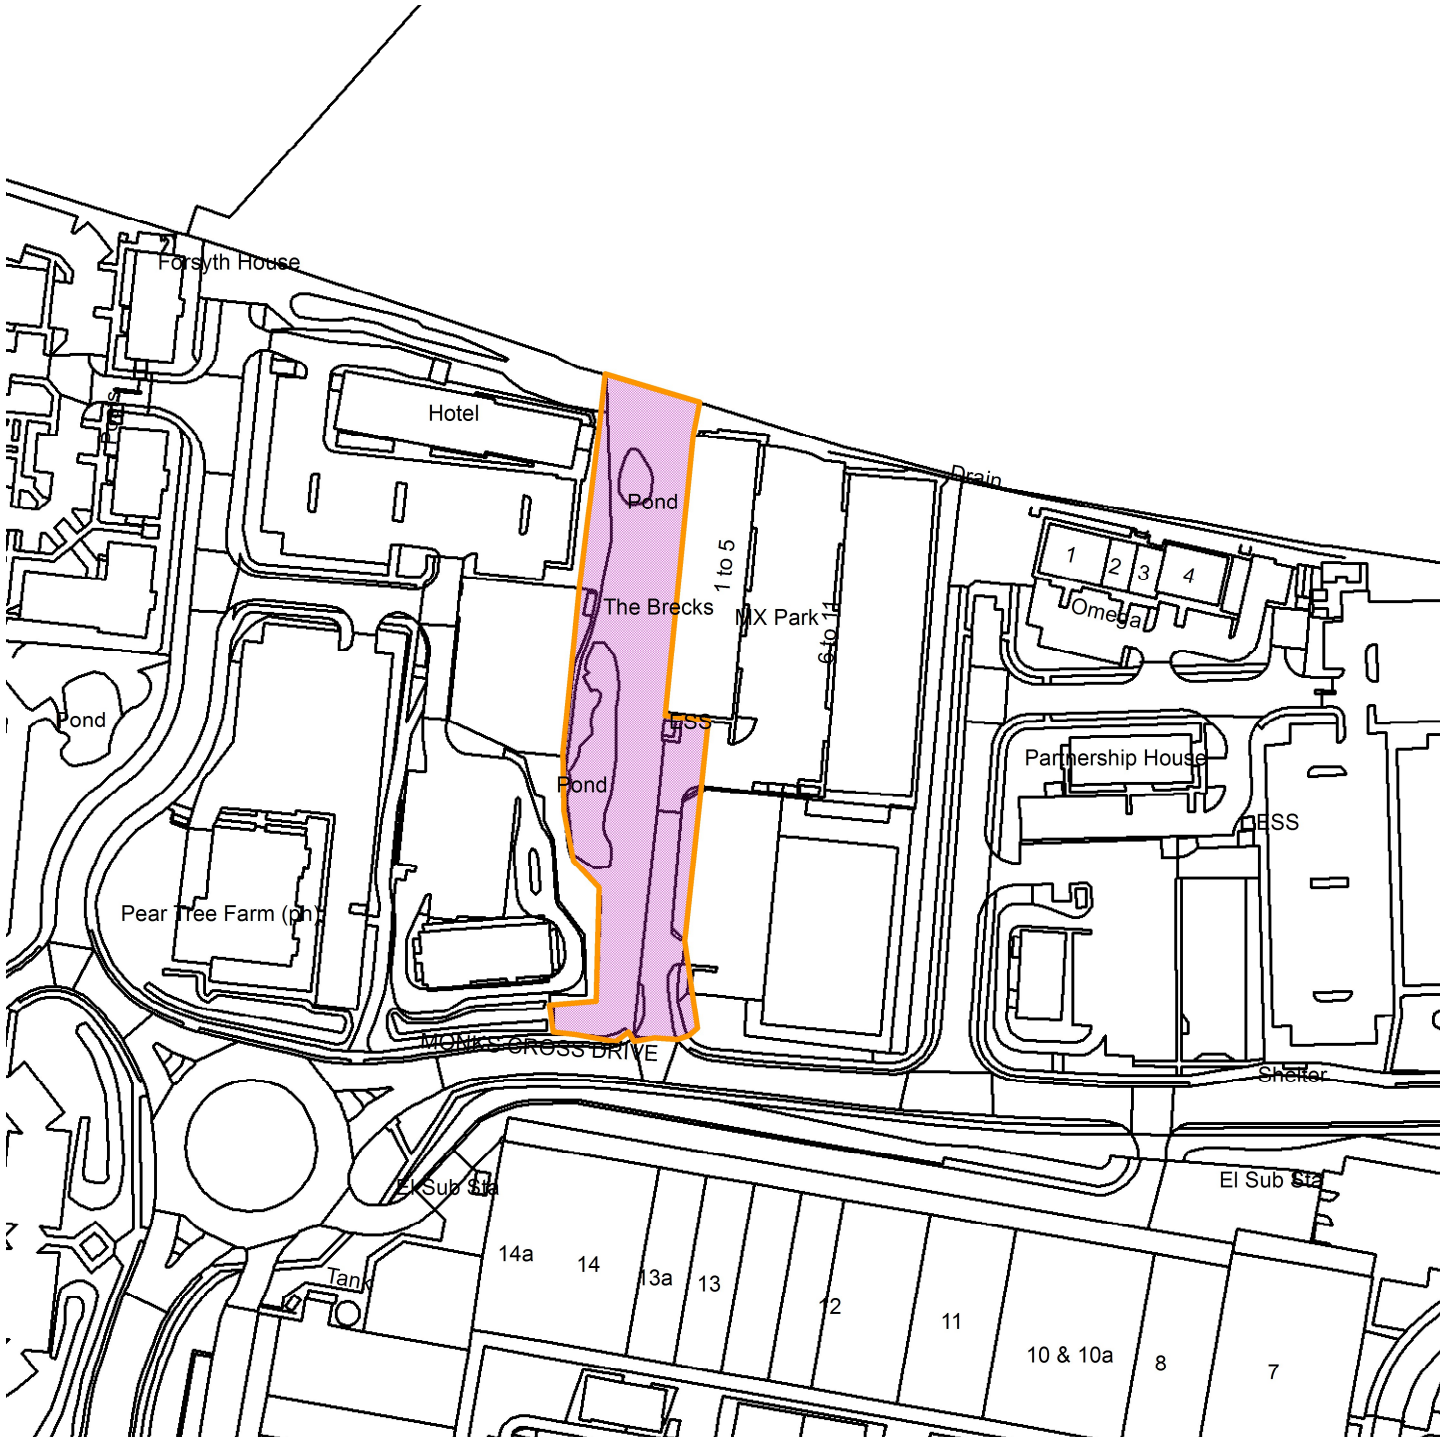 Forsyth House
Posts
Hotel
Drain
Pond
1
2
3
4
1 to 5
The Brecks
MX Park
6 to 11
Omega
Pond
ESS
Partnership House
Pond
ESS
Pear Tree Farm (ph)
MONKS CROSS DRIVE
Shelter
El Sub Sta
El Sub Sta
14a
14
13a
13
Tank
12
11
10 & 10a
8
7